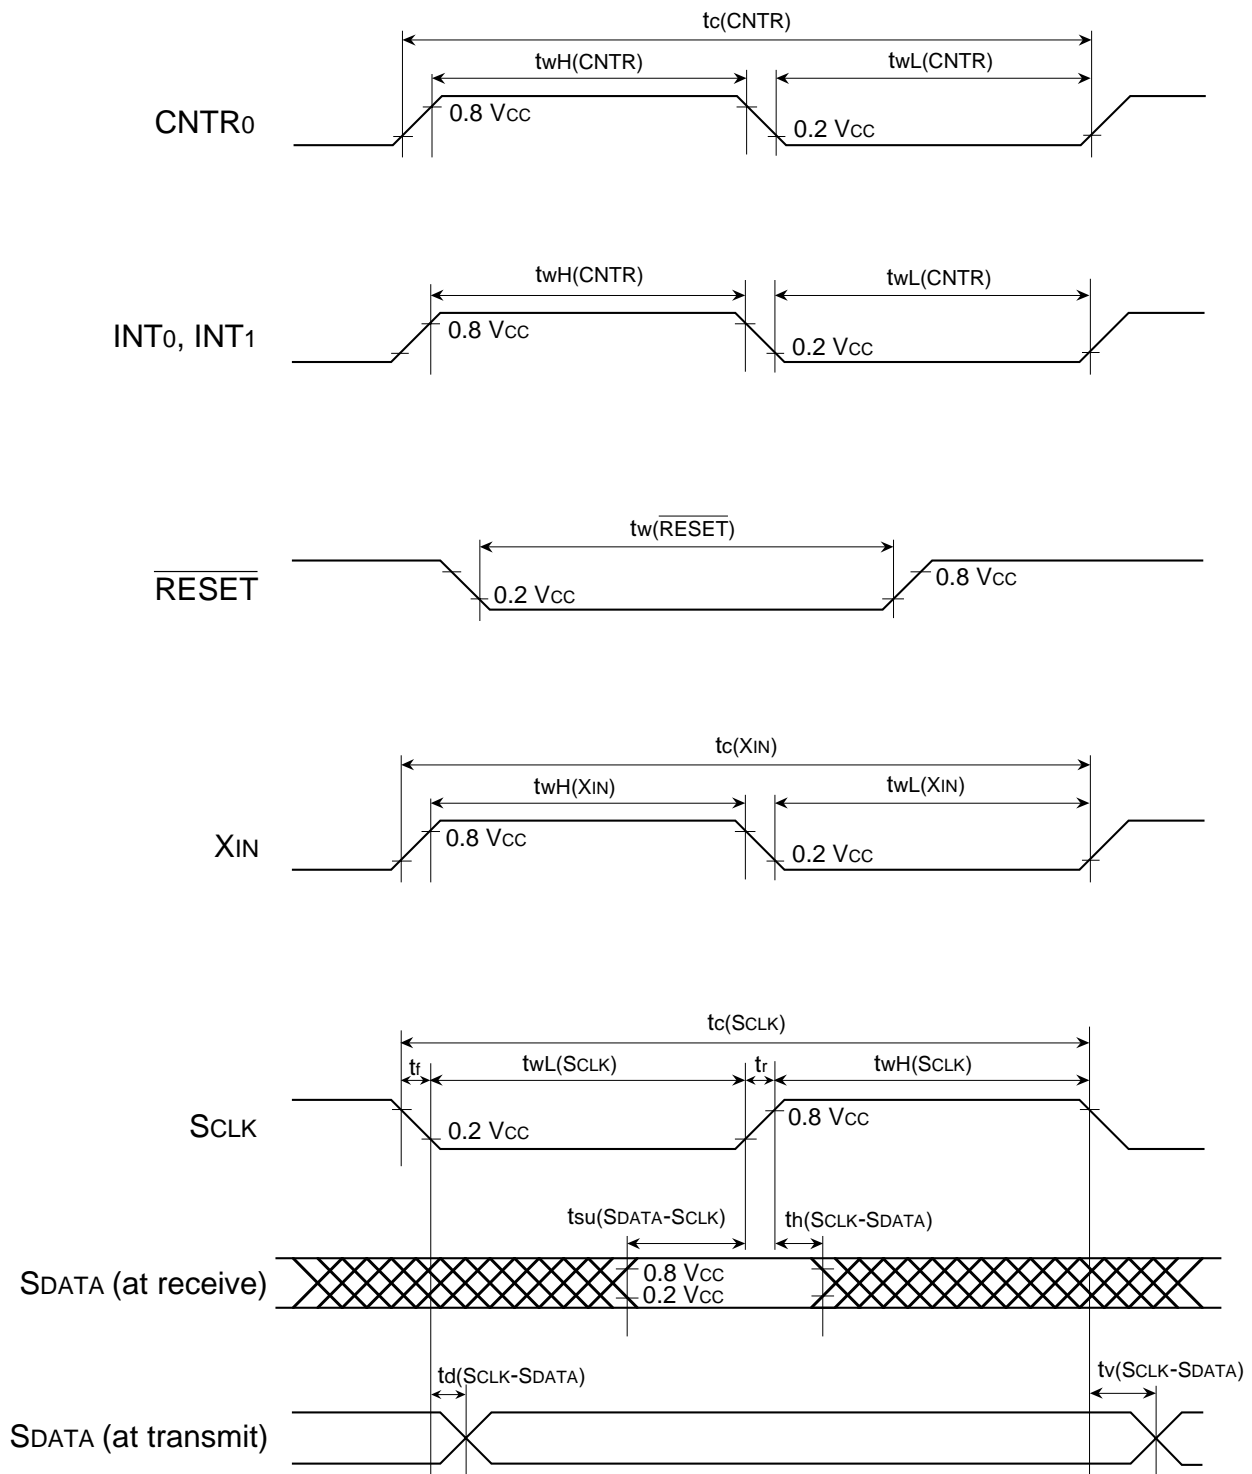 tc(CNTR)
twH(CNTR) twL(CNTR)
CNTR0 0.8 VCC 0.2 VCC
twH(CNTR) twL(CNTR)
INT0, INT1 0.8 VCC 0.2 VCC
tw(RESET)
RESET 0.2 VCC 0.8 VCC
tc(XIN)
twH(XIN) twL(XIN)
XIN 0.8 VCC 0.2 VCC
tc(SCLK)
tf twL(SCLK) tr twH(SCLK)
SCLK 0.2 VCC 0.8 VCC
tsu(SDATA-SCLK) th(SCLK-SDATA)
SDATA (at receive) 0.8 VCC
0.2 VCC
td(SCLK-SDATA) tv(SCLK-SDATA)
SDATA (at transmit)